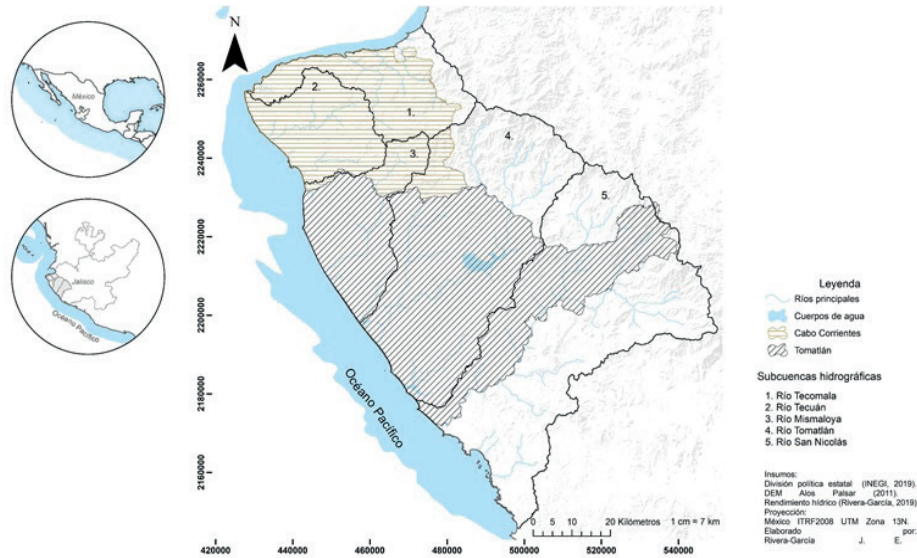 N
México
Jalisco
Océano Pacífico
2260000
2240000
2220000
2200000
2180000
2160000
1.
2.
3.
4.
5.
Océano Pacífico
0 5 10 20 Kilómetros 1 cm = 7 km
420000 440000 460000 480000 500000 520000 540000
Leyenda
Ríos principales
Cuerpos de agua
Cabo Corrientes
Tomatlán
Subcuencas hidrográficas
1. Río Tecomala
2. Río Tecuán
3. Río Mismaloya
4. Río Tomatlán
5. Río San Nicolás
Insumos:
División política estatal (INEGI, 2019).
DEM Alos Palsar (2011).
Rendimiento hídrico (Rivera-García, 2019)
Proyección:
México ITRF2008 UTM Zona 13N.
Elaborado por:
Rivera-García J. E.